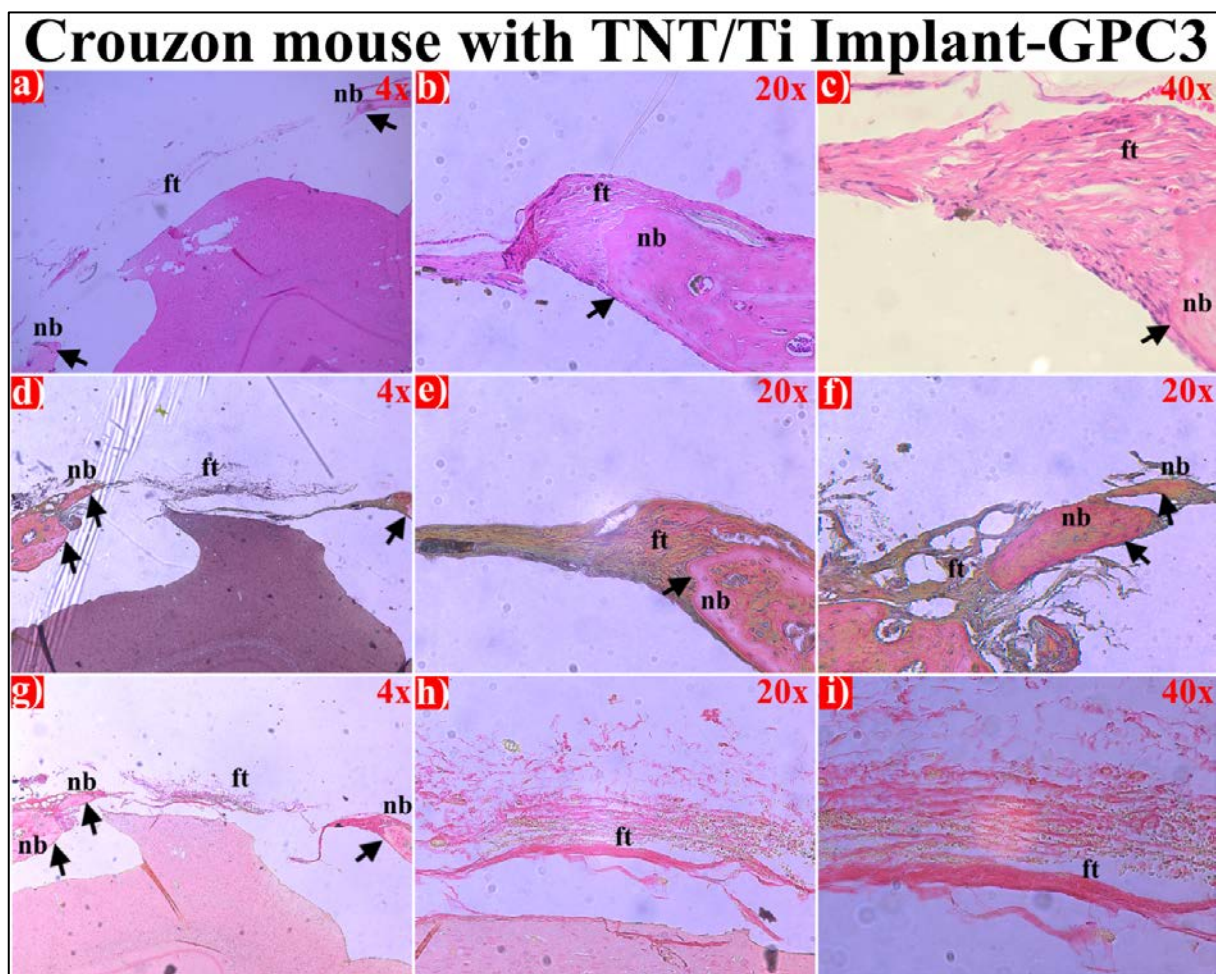 Crouzon mouse with TNT/Ti Implant-GPC3
a) 4x
nb
ft
nb
b) 20x
ft
nb
c) 40x
ft
nb
d) 4x
nb
ft
e) 20x
ft
nb
f) 20x
nb
nb
ft
g) 4x
nb
ft
nb
nb
h) 20x
ft
i) 40x
ft